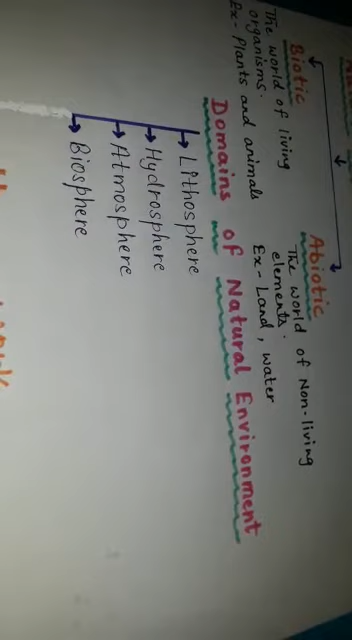 Biotic
The world of living
organisms.
Ex- Plants and animals
Abiotic
The world of Non-living
elements.
Ex- Land, water
Domains of Natural Environment
Lithosphere
Hydrosphere
Atmosphere
Biosphere